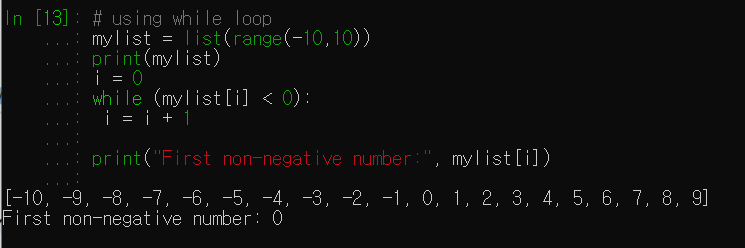 In [13]: # using while loop
    ...: mylist = list(range(-10,10))
    ...: print(mylist)
    ...: i = 0
    ...: while (mylist[i] < 0):
    ...:  i = i + 1
    ...:
    ...: print("First non-negative number:", mylist[i])
    ...:
[-10, -9, -8, -7, -6, -5, -4, -3, -2, -1, 0, 1, 2, 3, 4, 5, 6, 7, 8, 9]
First non-negative number: 0